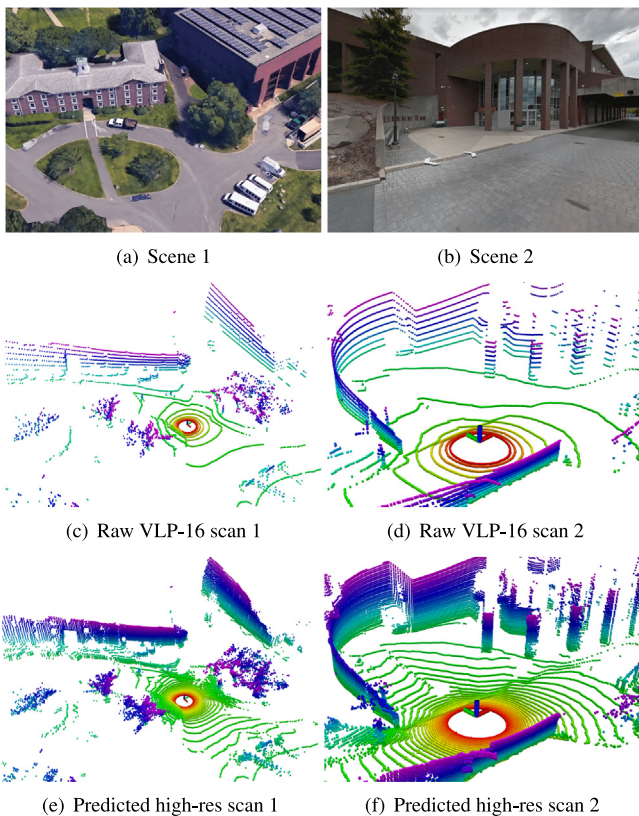 (a) Scene 1
(b) Scene 2
(c) Raw VLP-16 scan 1
(d) Raw VLP-16 scan 2
(e) Predicted high-res scan 1
(f) Predicted high-res scan 2